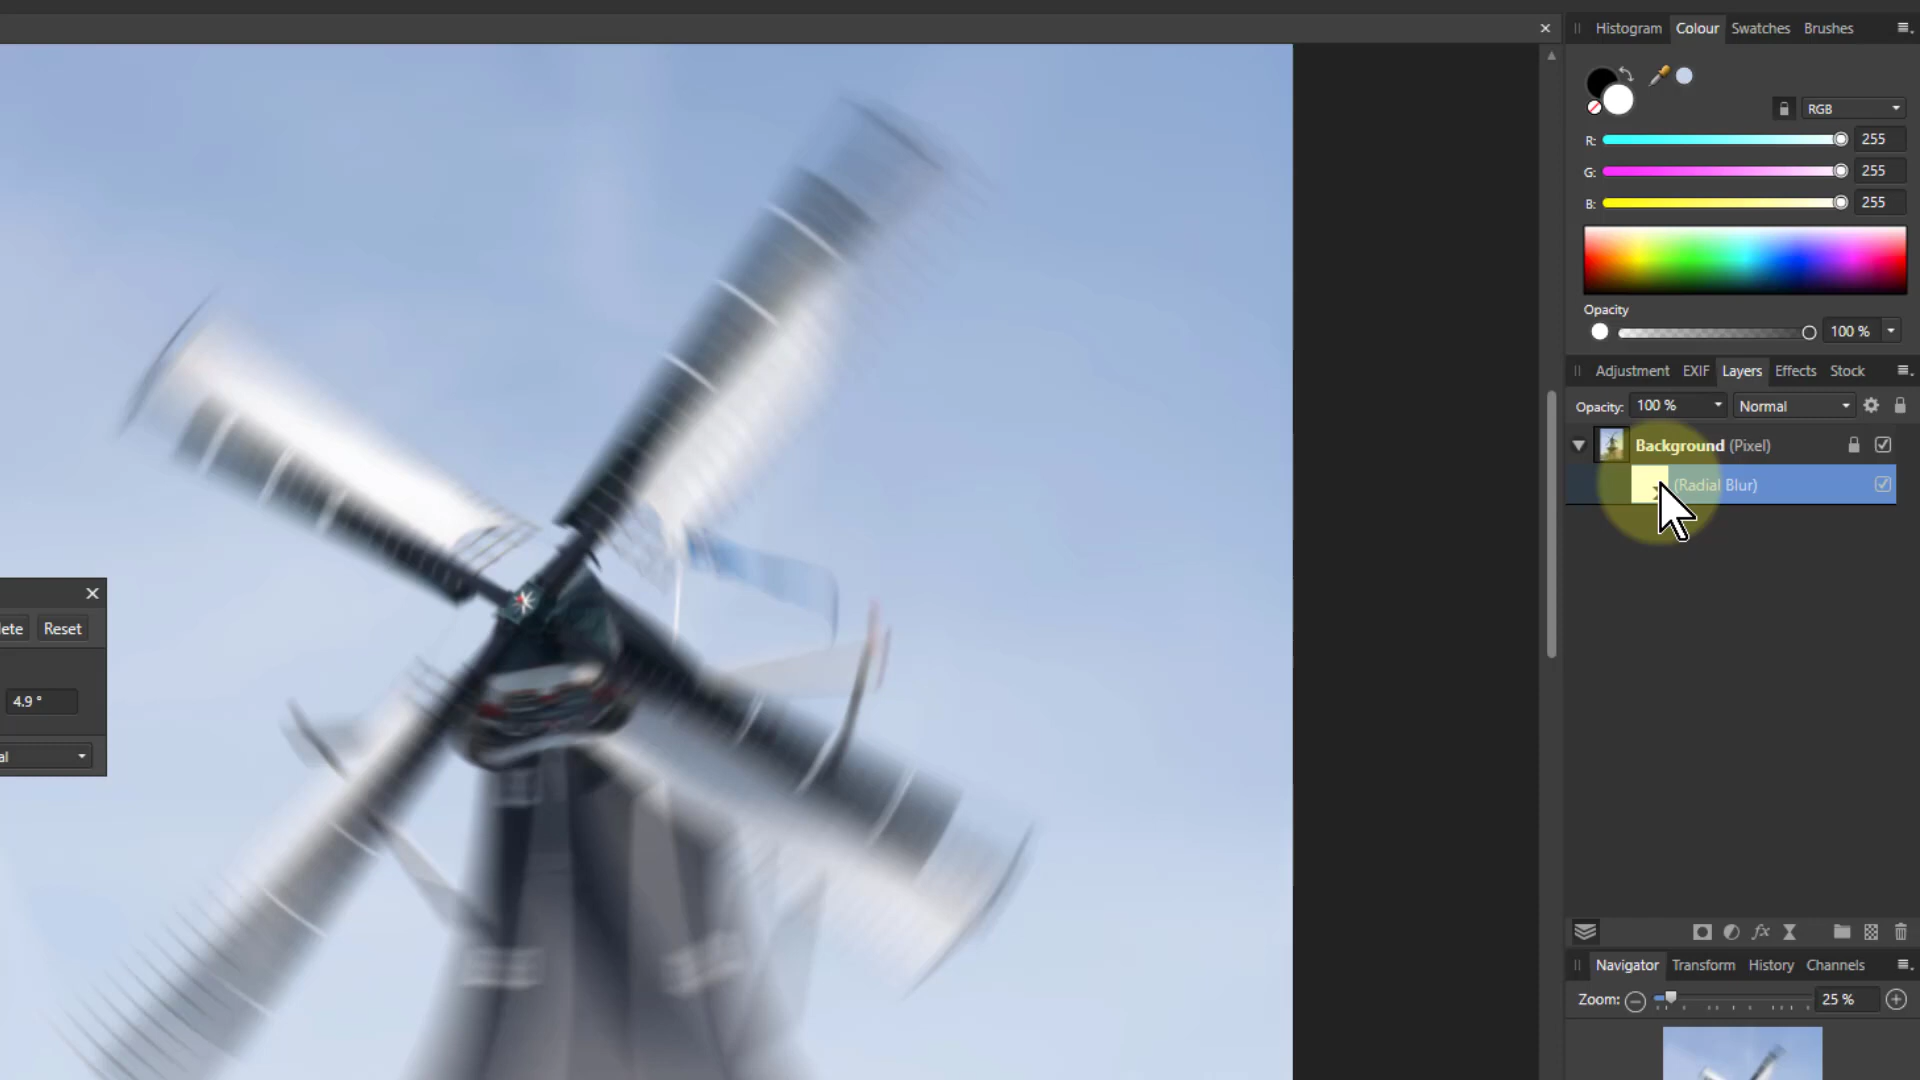 Histogram Colour Swatches Brushes
RGB
R: 255
G: 255
B: 255
Opacity
100 %
Adjustment EXIF Layers Effects Stock
Opacity: 100 % Normal
Background (Pixel)
(Radial Blur)
ete Reset
4.9 °
al
fx
Navigator Transform History Channels
Zoom: 25 %